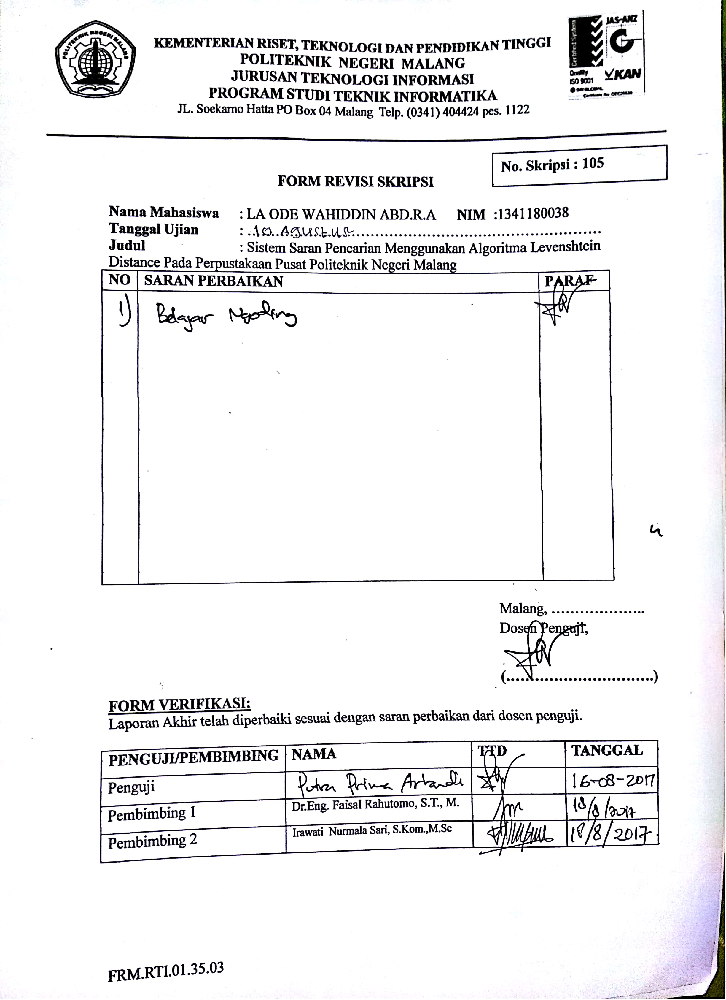 POLITEKNIK NEGERI MALANG
KEMENTERIAN RISET, TEKNOLOGI DAN PENDIDIKAN TINGGI
POLITEKNIK NEGERI MALANG
JURUSAN TEKNOLOGI INFORMASI
PROGRAM STUDI TEKNIK INFORMATIKA
JL. Soekarno Hatta PO Box 04 Malang Telp. (0341) 404424 pcs. 1122
Certified System
JAS-ANZ
Quality
ISO 9001
KAN
SAI GLOBAL
No. Skripsi : 105
FORM REVISI SKRIPSI
Nama Mahasiswa : LA ODE WAHIDDIN ABD.R.A NIM :1341180038
Tanggal Ujian : 10 Agustus
Judul : Sistem Saran Pencarian Menggunakan Algoritma Levenshtein
Distance Pada Perpustakaan Pusat Politeknik Negeri Malang
NO SARAN PERBAIKAN PARAF
1) Belajar Ngoding
Malang, .....................
Dosen Penguji,
(.................................)
FORM VERIFIKASI:
Laporan Akhir telah diperbaiki sesuai dengan saran perbaikan dari dosen penguji.
PENGUJI/PEMBIMBING NAMA TTD TANGGAL
Penguji Putra Prima Arhandi 16-08-2017
Pembimbing 1 Dr.Eng. Faisal Rahutomo, S.T., M. 18/8/2017
Pembimbing 2 Irawati Nurmala Sari, S.Kom.,M.Sc 18/8/2017
FRM.RTI.01.35.03